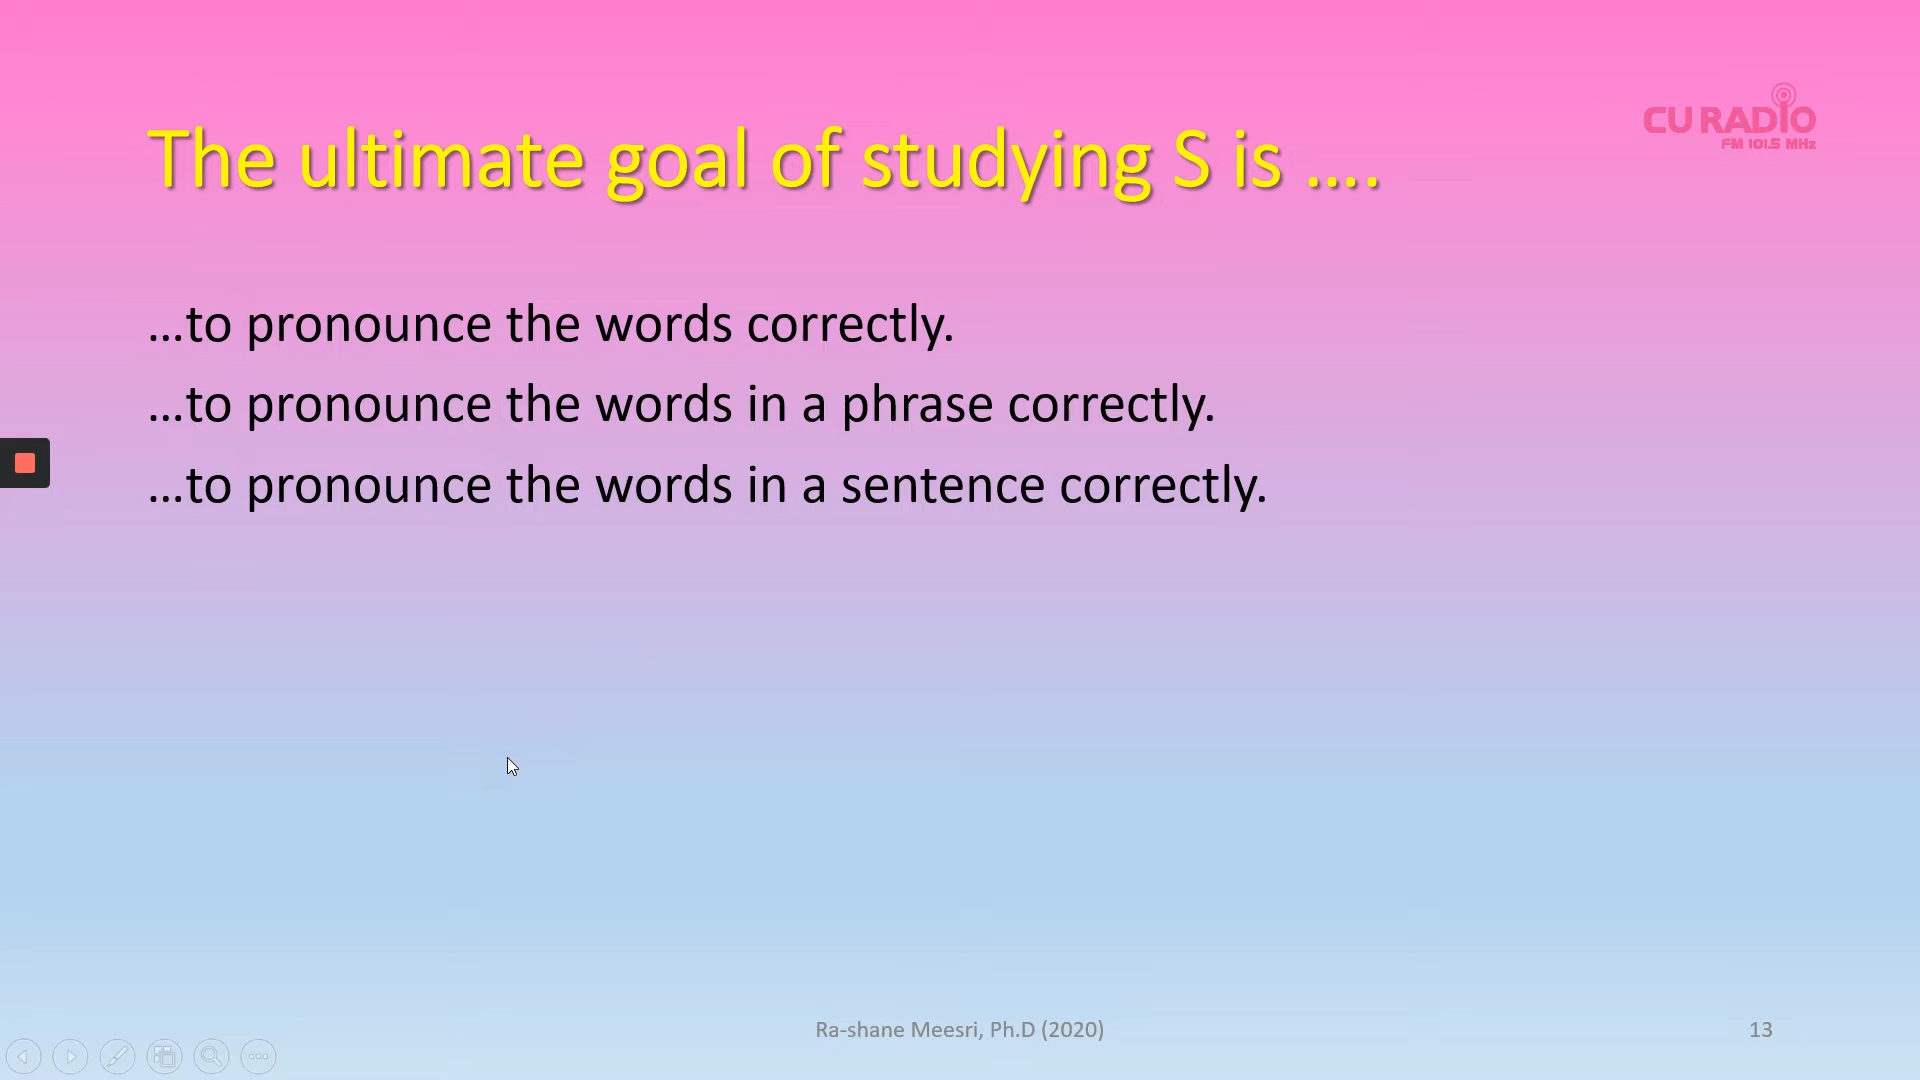 CU RADIO
FM 101.5 MHz
The ultimate goal of studying S is ....
...to pronounce the words correctly.
...to pronounce the words in a phrase correctly.
...to pronounce the words in a sentence correctly.
Ra-shane Meesri, Ph.D (2020)
13